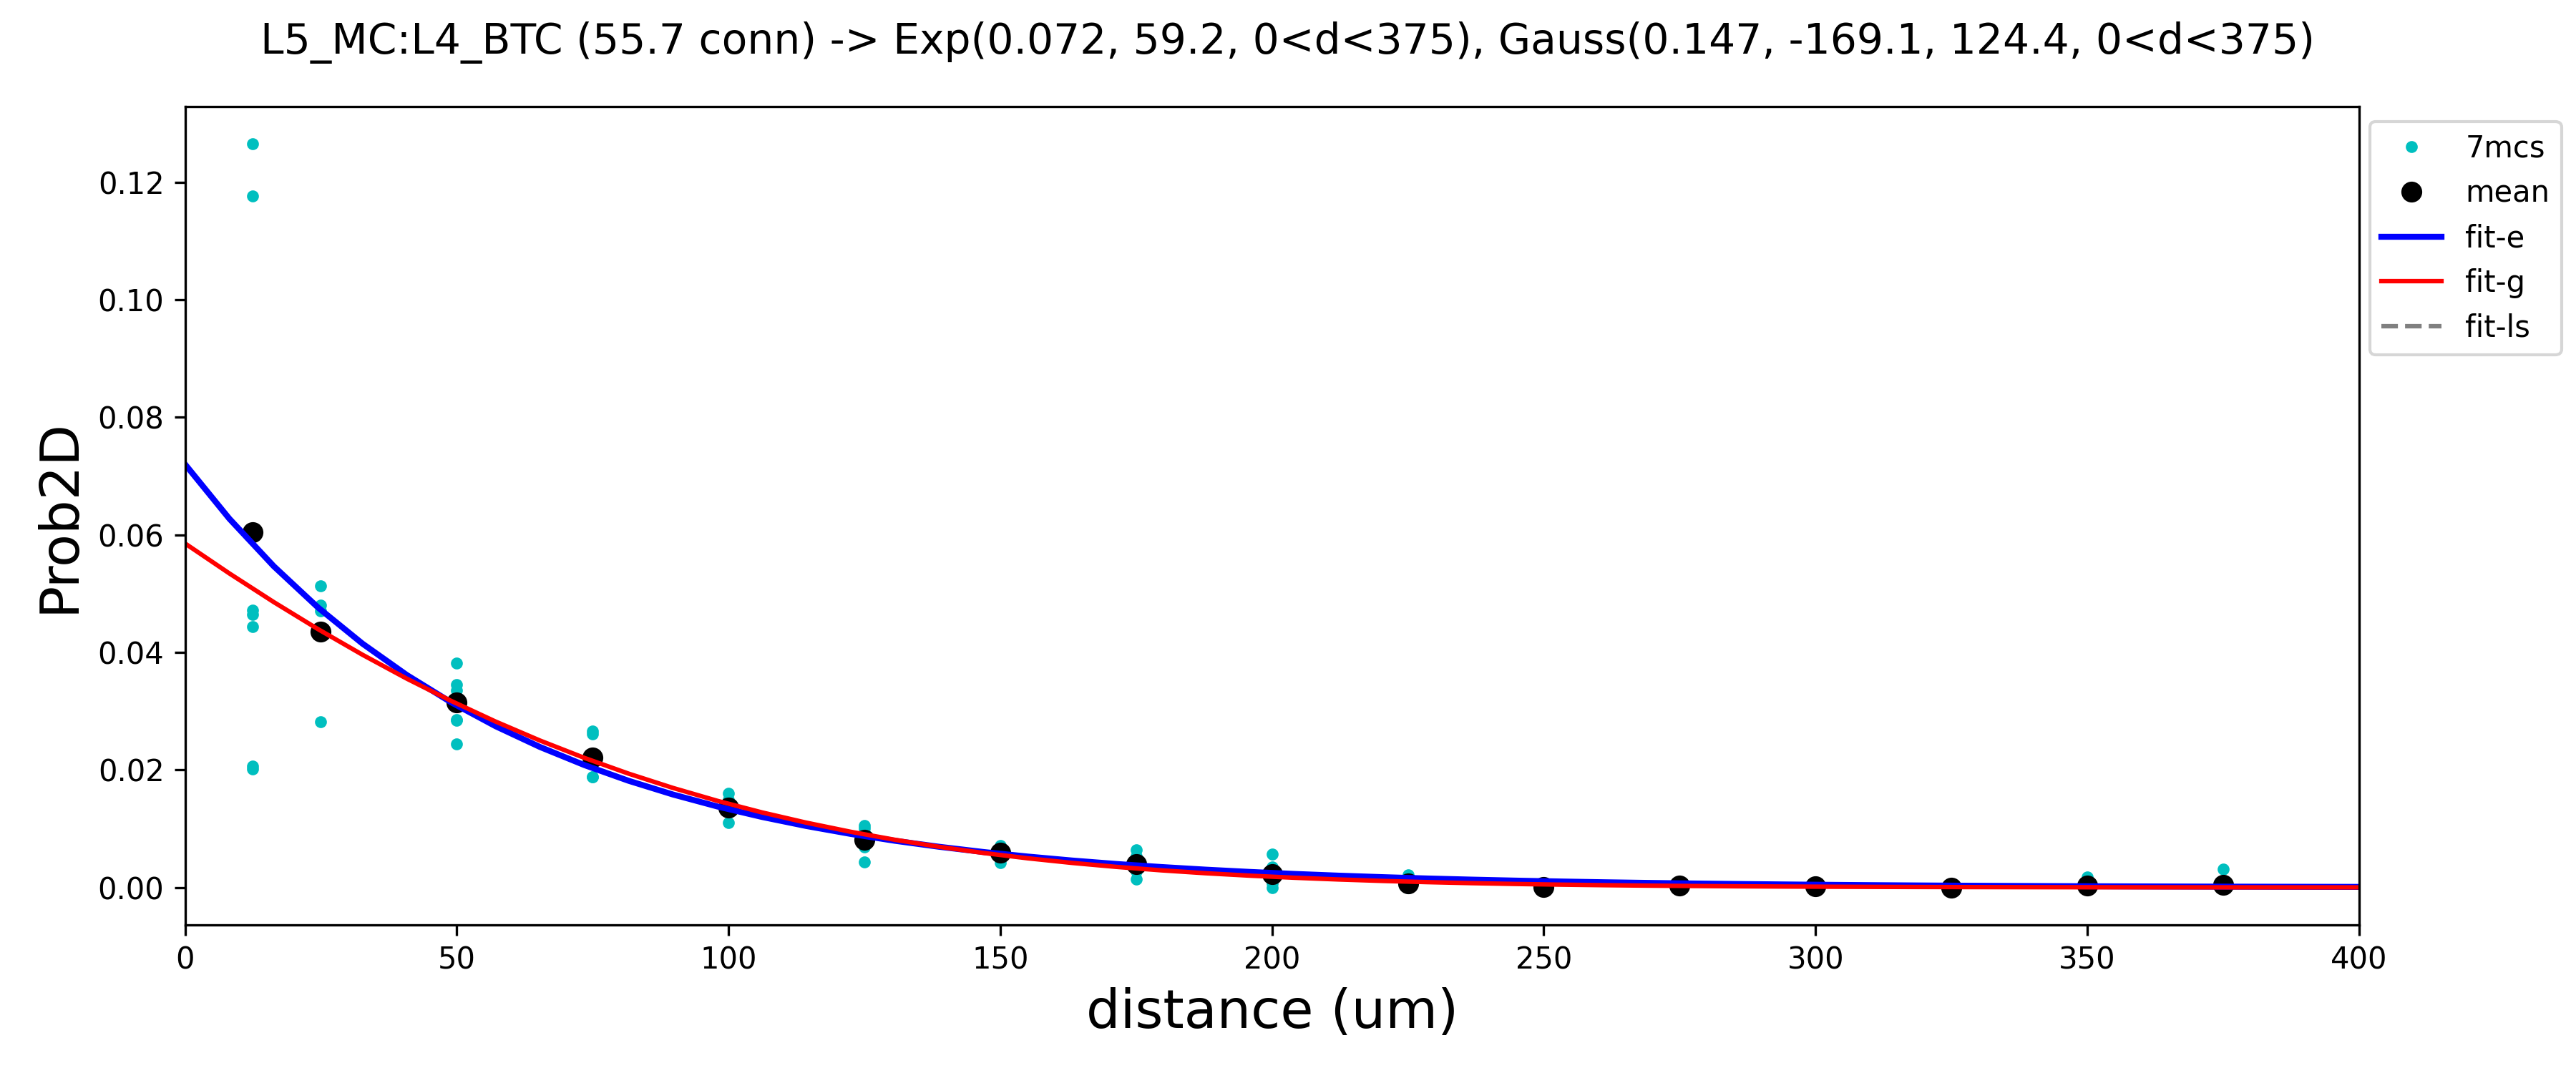 L5_MC:L4_BTC (55.7 conn) -> Exp(0.072, 59.2, 0<d<375), Gauss(0.147, -169.1, 124.4, 0<d<375)
7mcs
mean
fit-e
fit-g
fit-ls
Prob2D
0.12
0.10
0.08
0.06
0.04
0.02
0.00
0 50 100 150 200 250 300 350 400
distance (um)